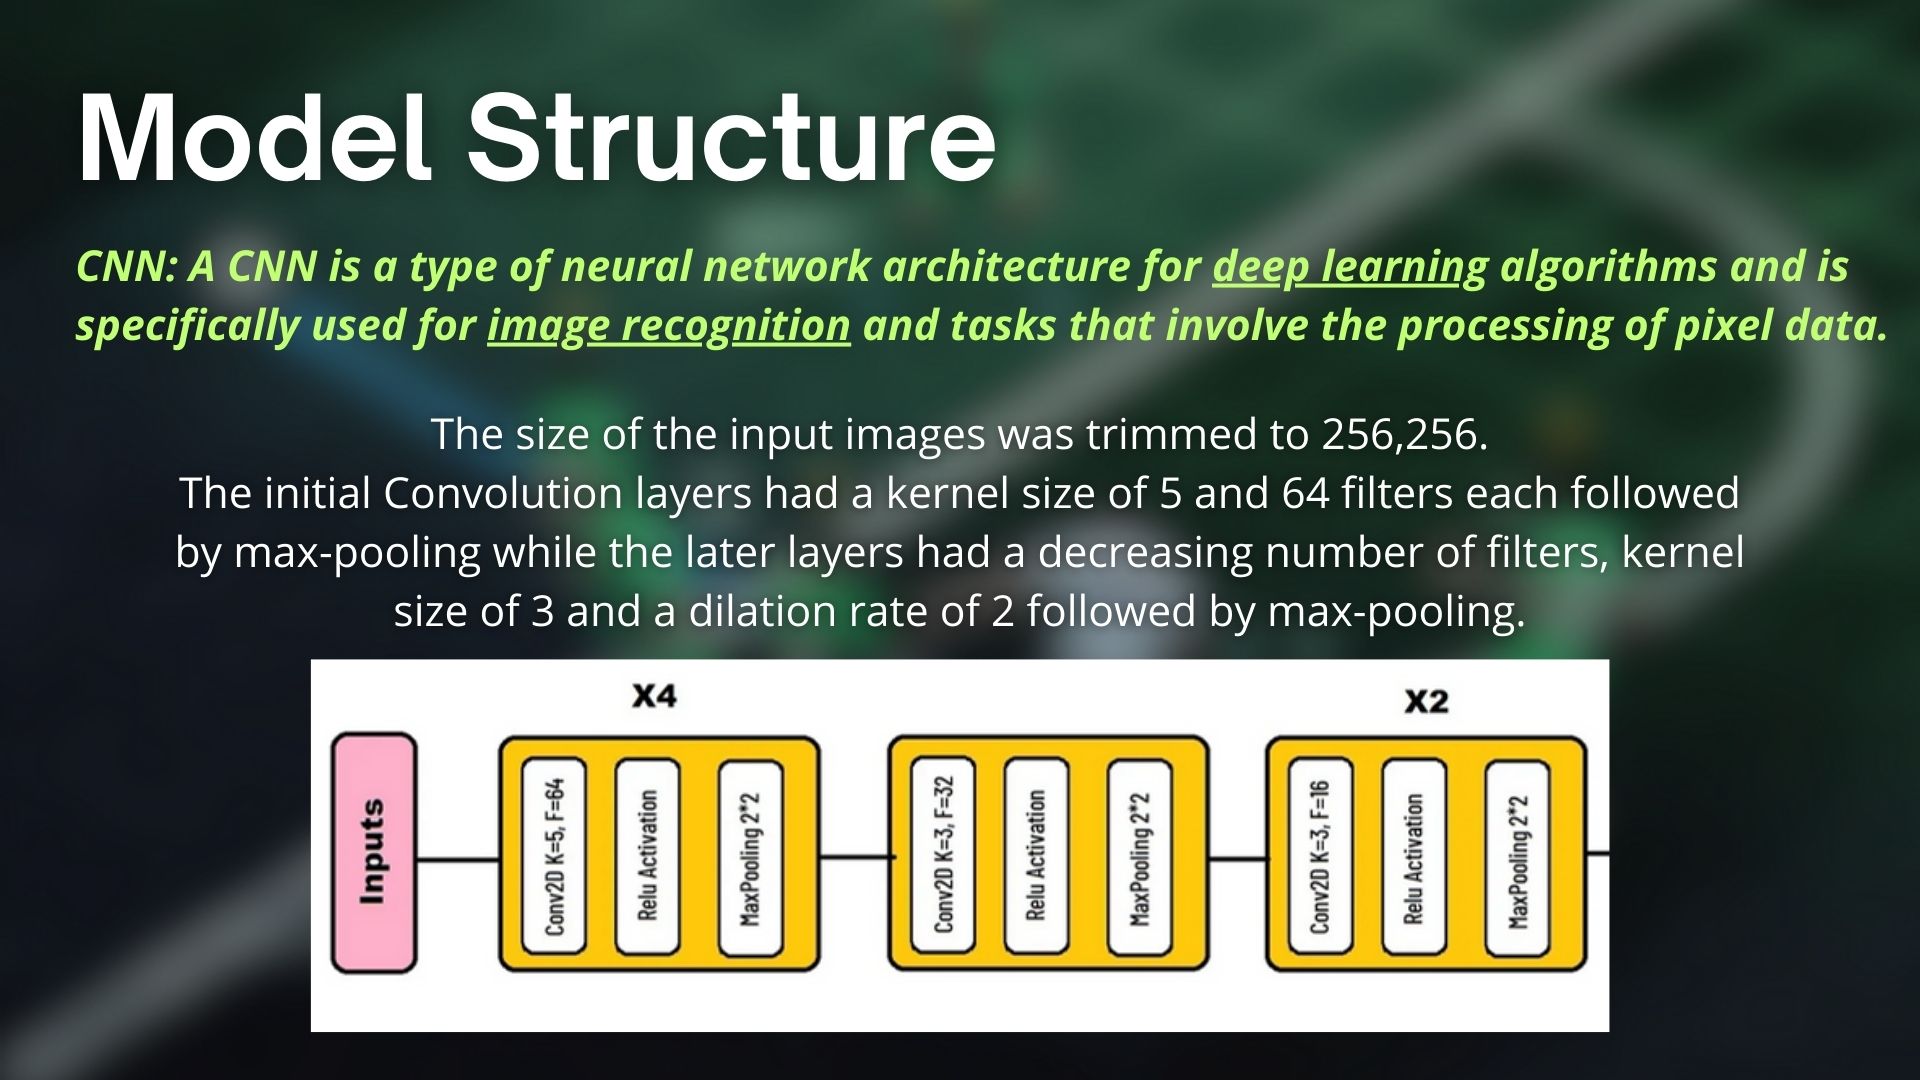 Model Structure
CNN: A CNN is a type of neural network architecture for deep learning algorithms and is
specifically used for image recognition and tasks that involve the processing of pixel data.
The size of the input images was trimmed to 256,256.
The initial Convolution layers had a kernel size of 5 and 64 filters each followed
by max-pooling while the later layers had a decreasing number of filters, kernel
size of 3 and a dilation rate of 2 followed by max-pooling.
X4
X2
Inputs
Conv2D K=5, F=64
Relu Activation
MaxPooling 2*2
Conv2D K=3, F=32
Relu Activation
MaxPooling 2*2
Conv2D K=3, F=16
Relu Activation
MaxPooling 2*2